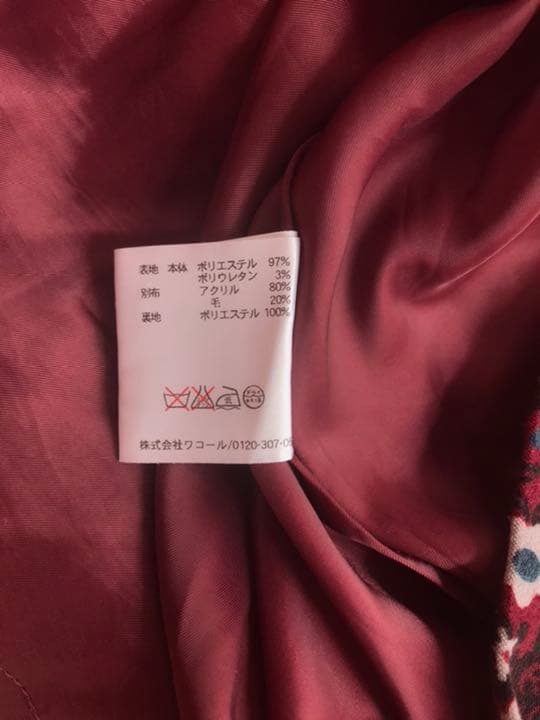 表地 本体 ポリエステル 97%
ポリウレタン 3%
別布 アクリル 80%
毛 20%
裏地 ポリエステル 100%
低
株式会社ワコール/0120-307-0